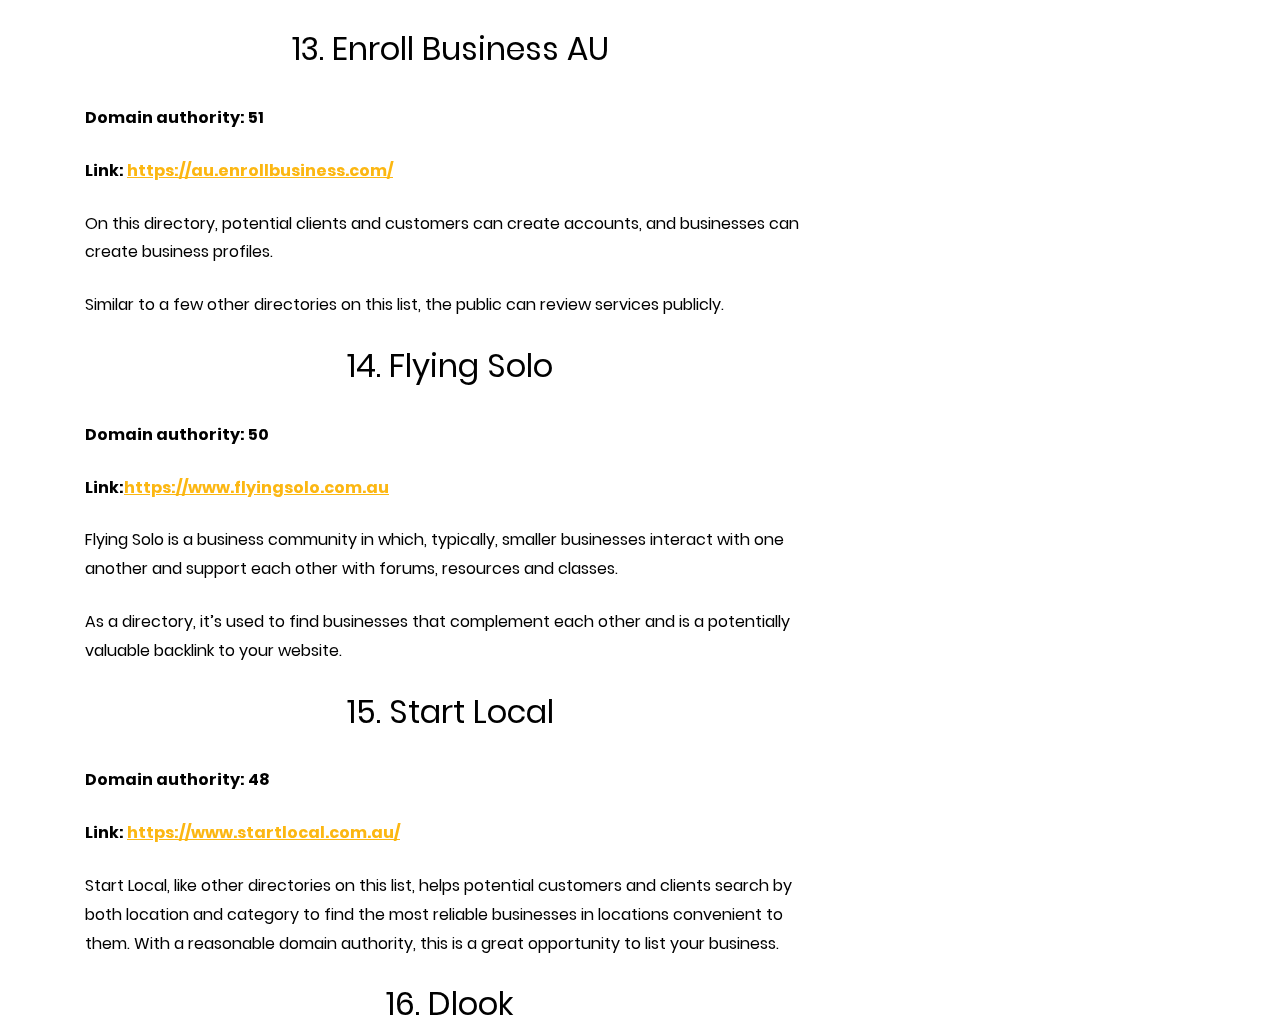 13. Enroll Business AU
Domain authority: 51
Link: https://au.enrollbusiness.com/
On this directory, potential clients and customers can create accounts, and businesses can
create business profiles.
Similar to a few other directories on this list, the public can review services publicly.
14. Flying Solo
Domain authority: 50
Link:https://www.flyingsolo.com.au
Flying Solo is a business community in which, typically, smaller businesses interact with one
another and support each other with forums, resources and classes.
As a directory, it’s used to find businesses that complement each other and is a potentially
valuable backlink to your website.
15. Start Local
Domain authority: 48
Link: https://www.startlocal.com.au/
Start Local, like other directories on this list, helps potential customers and clients search by
both location and category to find the most reliable businesses in locations convenient to
them. With a reasonable domain authority, this is a great opportunity to list your business.
16. Dlook